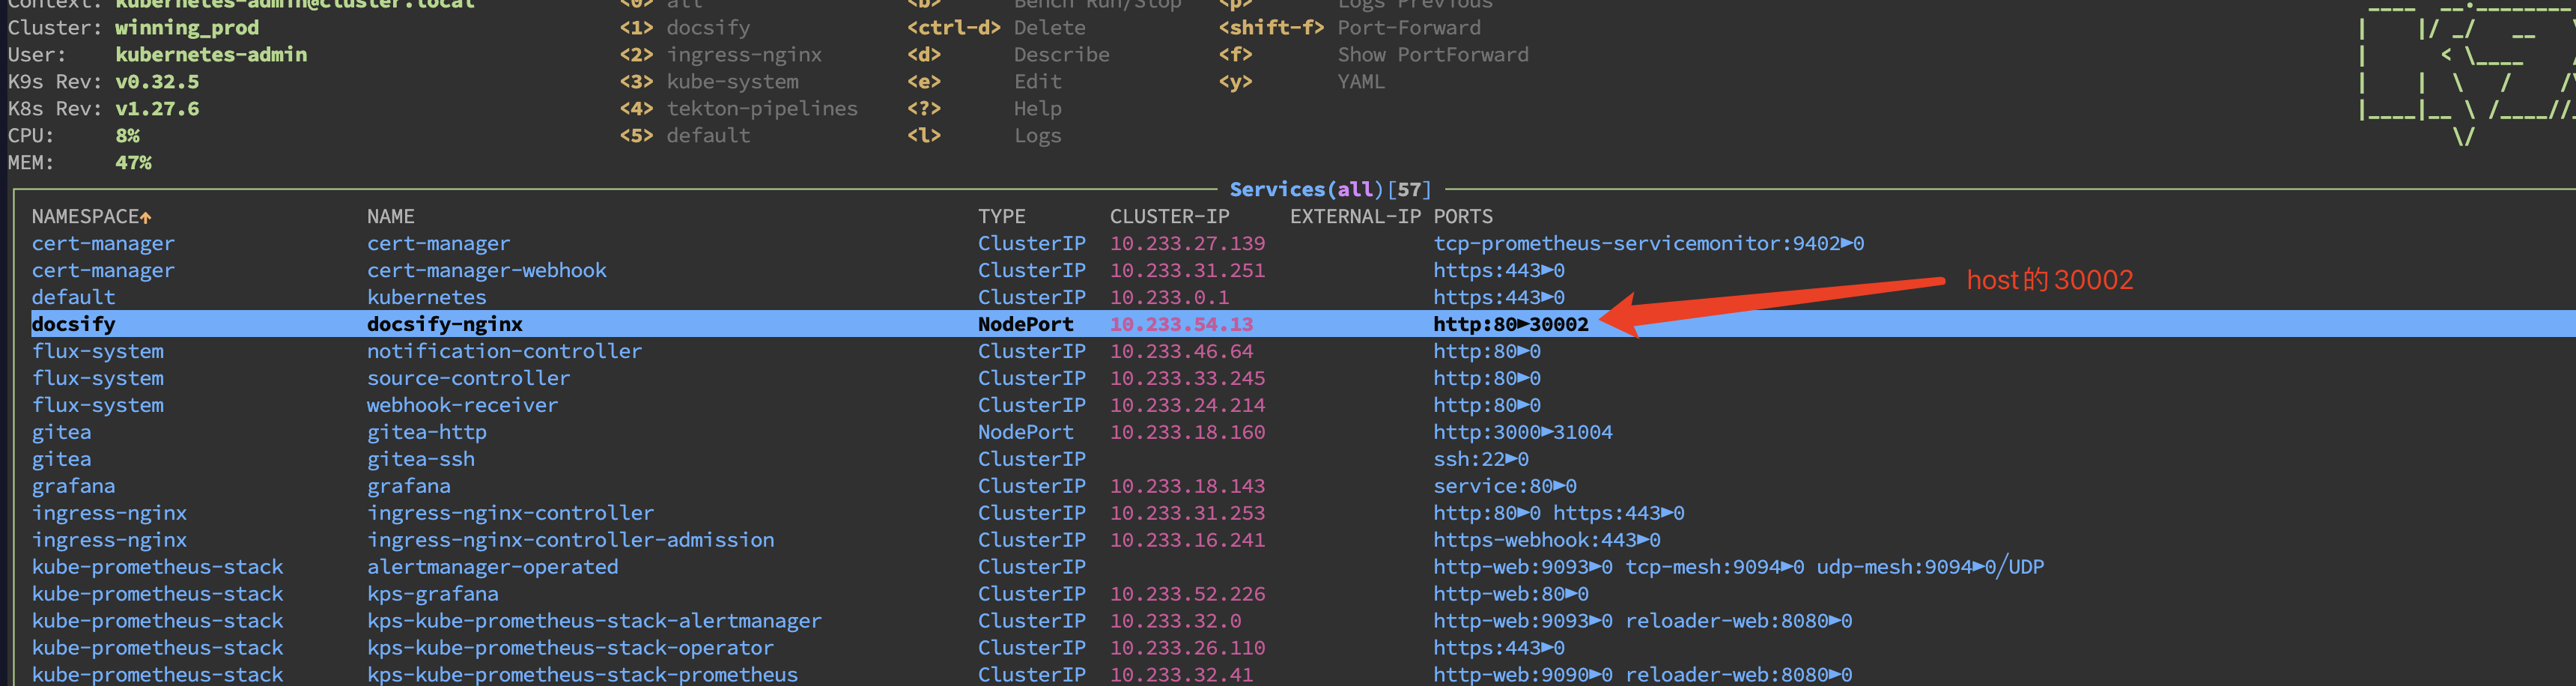 Context: kubernetes-admin@cluster.local <0> all <b> Bench Run/Stop <p> Logs Previous
Cluster: winning_prod <1> docsify <ctrl-d> Delete <shift-f> Port-Forward
User: kubernetes-admin <2> ingress-nginx <d> Describe <f> Show PortForward
K9s Rev: v0.32.5 <3> kube-system <e> Edit <y> YAML
K8s Rev: v1.27.6 <4> tekton-pipelines <?> Help
CPU: 8% <5> default <l> Logs
MEM: 47%
Services(all)[57]
NAMESPACE↑ NAME TYPE CLUSTER-IP EXTERNAL-IP PORTS
cert-manager cert-manager ClusterIP 10.233.27.139 tcp-prometheus-servicemonitor:9402►0
cert-manager cert-manager-webhook ClusterIP 10.233.31.251 https:443►0
host的30002
default kubernetes ClusterIP 10.233.0.1 https:443►0
docsify docsify-nginx NodePort 10.233.54.13 http:80►30002
flux-system notification-controller ClusterIP 10.233.46.64 http:80►0
flux-system source-controller ClusterIP 10.233.33.245 http:80►0
flux-system webhook-receiver ClusterIP 10.233.24.214 http:80►0
gitea gitea-http NodePort 10.233.18.160 http:3000►31004
gitea gitea-ssh ClusterIP ssh:22►0
grafana grafana ClusterIP 10.233.18.143 service:80►0
ingress-nginx ingress-nginx-controller ClusterIP 10.233.31.253 http:80►0 https:443►0
ingress-nginx ingress-nginx-controller-admission ClusterIP 10.233.16.241 https-webhook:443►0
kube-prometheus-stack alertmanager-operated ClusterIP http-web:9093►0 tcp-mesh:9094►0 udp-mesh:9094►0╱UDP
kube-prometheus-stack kps-grafana ClusterIP 10.233.52.226 http-web:80►0
kube-prometheus-stack kps-kube-prometheus-stack-alertmanager ClusterIP 10.233.32.0 http-web:9093►0 reloader-web:8080►0
kube-prometheus-stack kps-kube-prometheus-stack-operator ClusterIP 10.233.26.110 https:443►0
kube-prometheus-stack kps-kube-prometheus-stack-prometheus ClusterIP 10.233.32.41 http-web:9090►0 reloader-web:8080►0